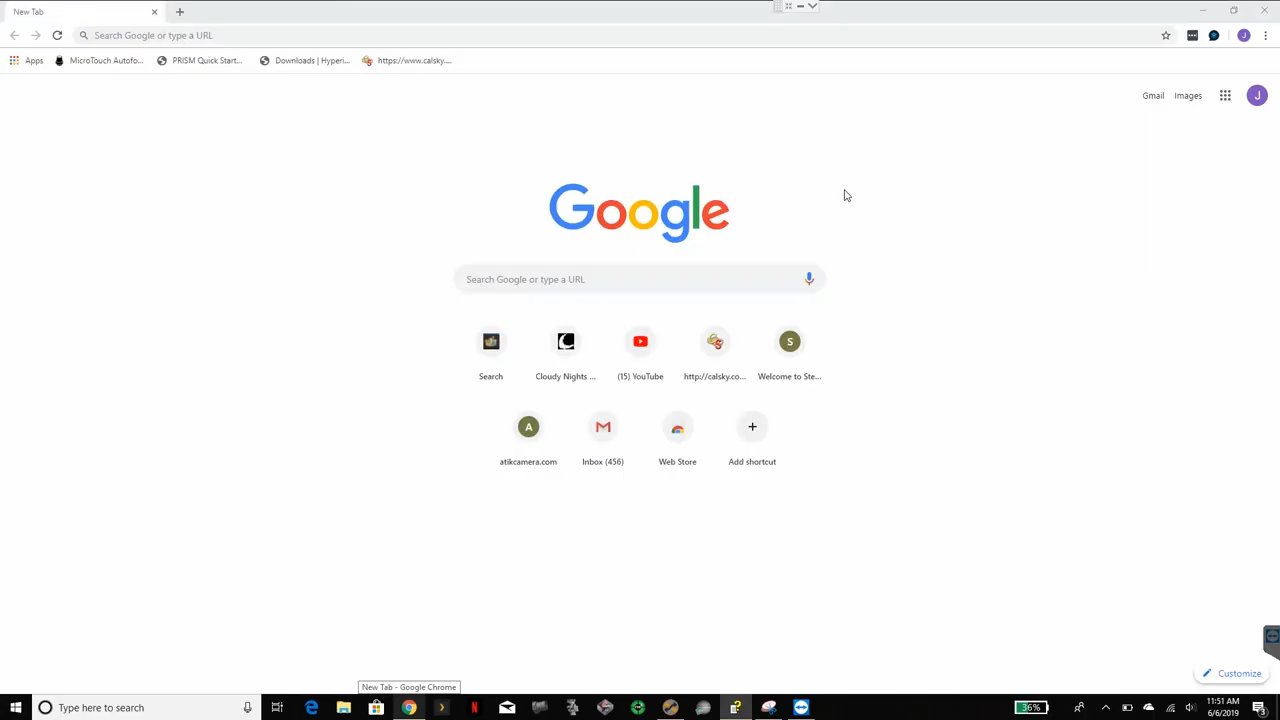 New Tab
Search Google or type a URL
J
Apps
MicroTouch Autofo...
PRISM Quick Start...
Downloads | Hyperi...
https://www.calsky....
Gmail
Images
J
Google
Search Google or type a URL
S
Search
Cloudy Nights ...
(15) YouTube
http://calsky.co...
Welcome to Ste...
A
atikcamera.com
Inbox (456)
Web Store
Add shortcut
Customize
New Tab - Google Chrome
Type here to search
36%
11:51 AM
6/6/2019
3